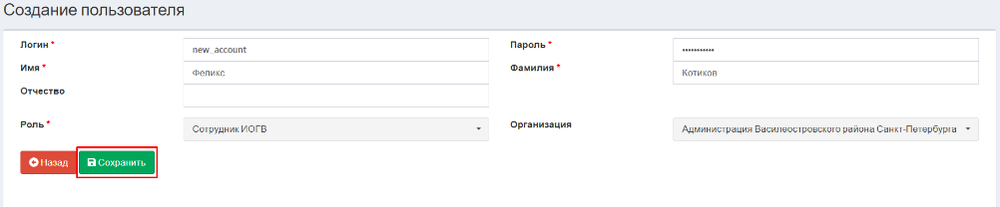 Создание пользователя
Логин * new_account Пароль * •••••••••••
Имя * Феликс Фамилия * Котиков
Отчество
Роль * Сотрудник ИОГВ Организация Администрация Василеостровского района Санкт-Петербурга
Назад Сохранить